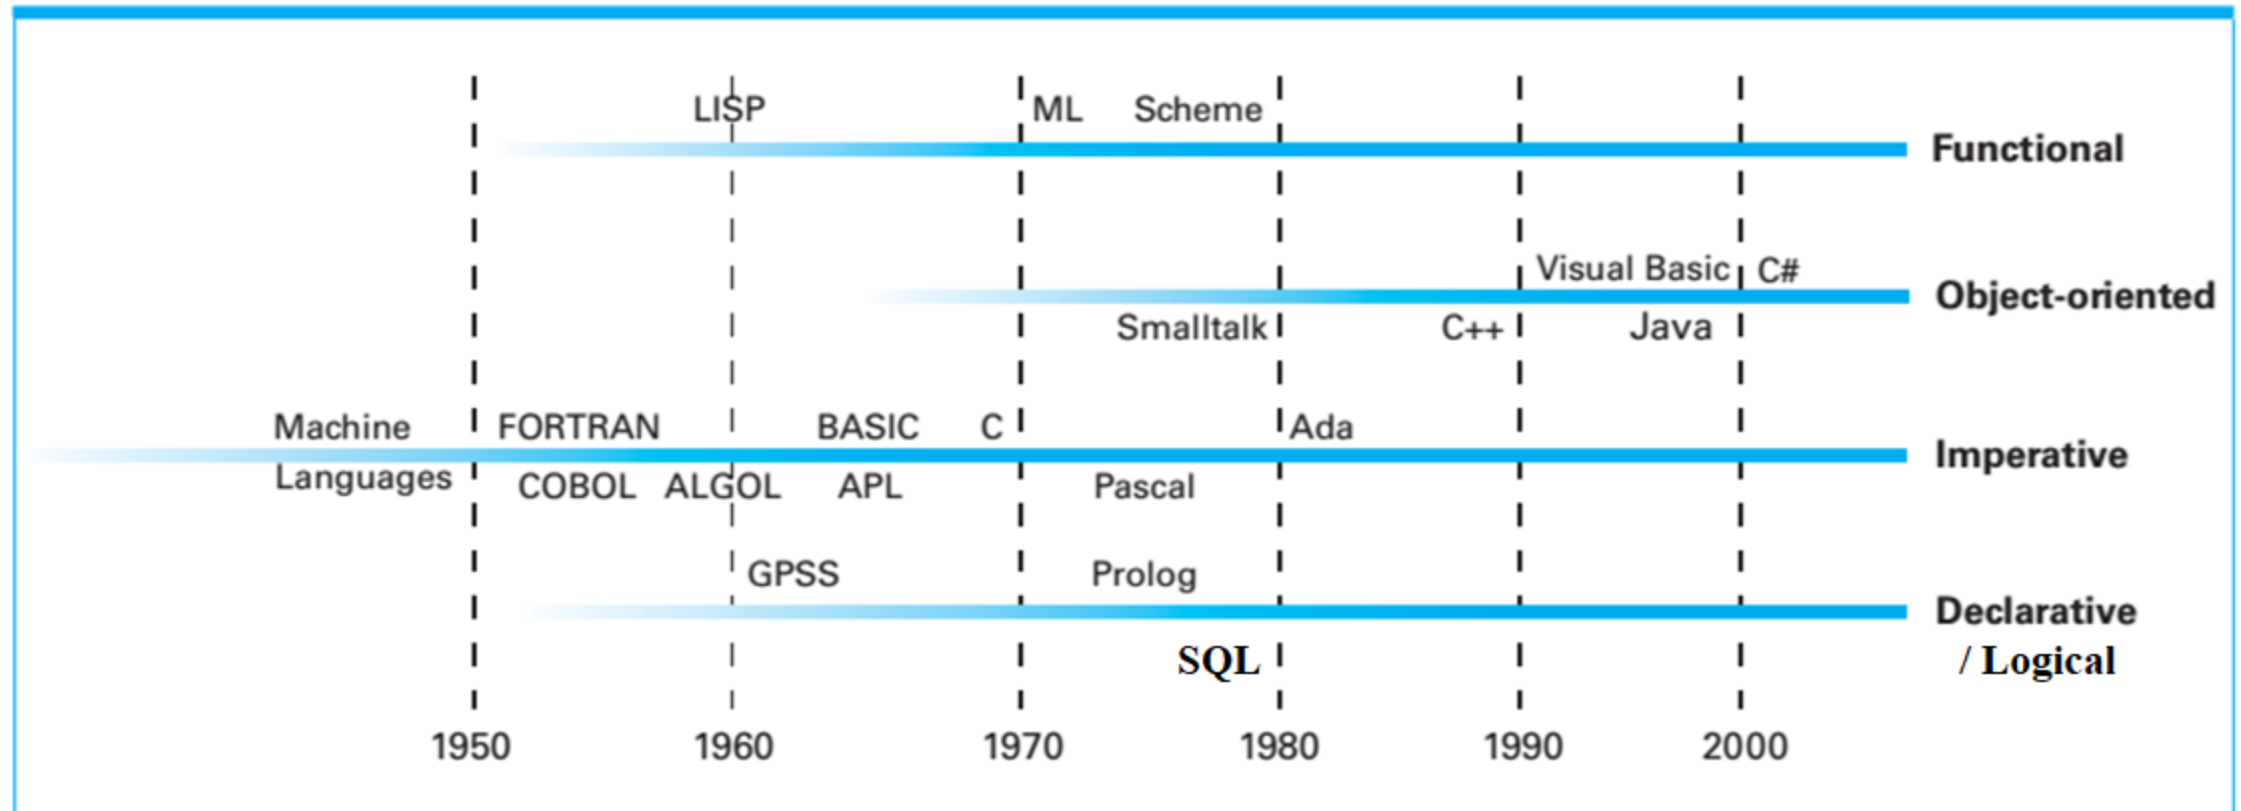 LISP ML Scheme
Functional
Visual Basic C#
Object-oriented
Smalltalk C++ Java
Machine FORTRAN BASIC C Ada
Imperative
Languages COBOL ALGOL APL Pascal
GPSS Prolog
Declarative
SQL / Logical
1950 1960 1970 1980 1990 2000